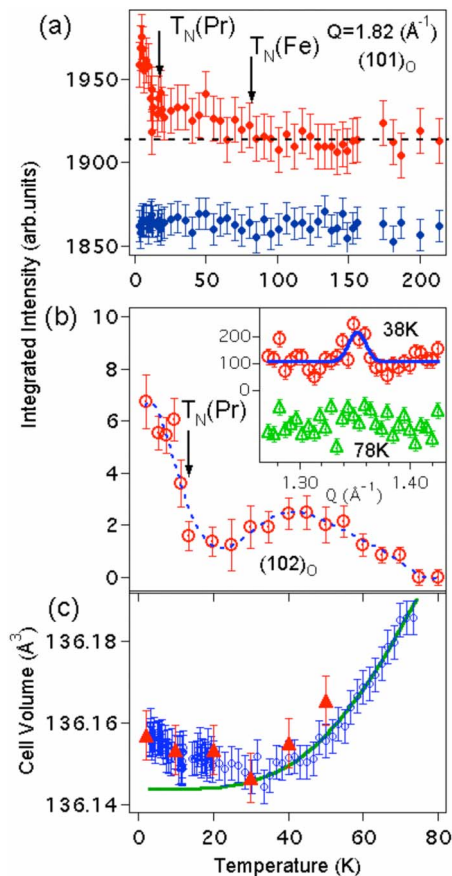 (a)
T_N(Pr)
T_N(Fe)
Q=1.82 (Å⁻¹)
(101)_O
1950
1900
1850
0 50 100 150 200
Integrated Intensity (arb.units)
(b)
10
8
6
4
2
0
T_N(Pr)
(102)_O
200
100
0
38K
78K
1.30 1.40
Q (Å⁻¹)
(c)
Cell Volume (Å³)
136.18
136.16
136.14
0 20 40 60 80
Temperature (K)